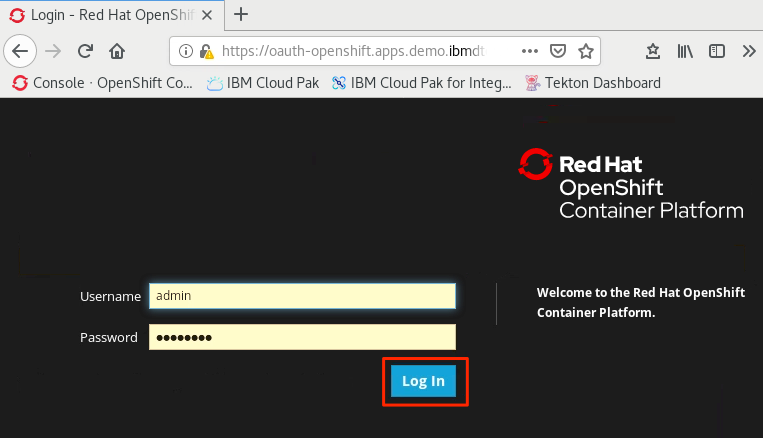 Login - Red Hat OpenShif
https://oauth-openshift.apps.demo.ibmdt
Console · OpenShift Co... IBM Cloud Pak IBM Cloud Pak for Integ... Tekton Dashboard
Red Hat
OpenShift
Container Platform
Username admin
Welcome to the Red Hat OpenShift
Container Platform.
Password ●●●●●●●●
Log In